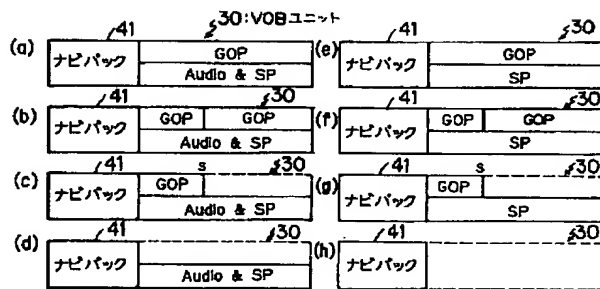 30:VOBユニット
(a) 41 ナビパック GOP Audio & SP
(e) 41 30 ナビパック GOP SP
(b) 41 30 ナビパック GOP GOP Audio & SP
(f) 41 30 ナビパック GOP GOP SP
(c) 41 S 30 ナビパック GOP Audio & SP
(g) 41 S 30 ナビパック GOP SP
(d) 41 30 ナビパック Audio & SP
(h) 41 30 ナビパック